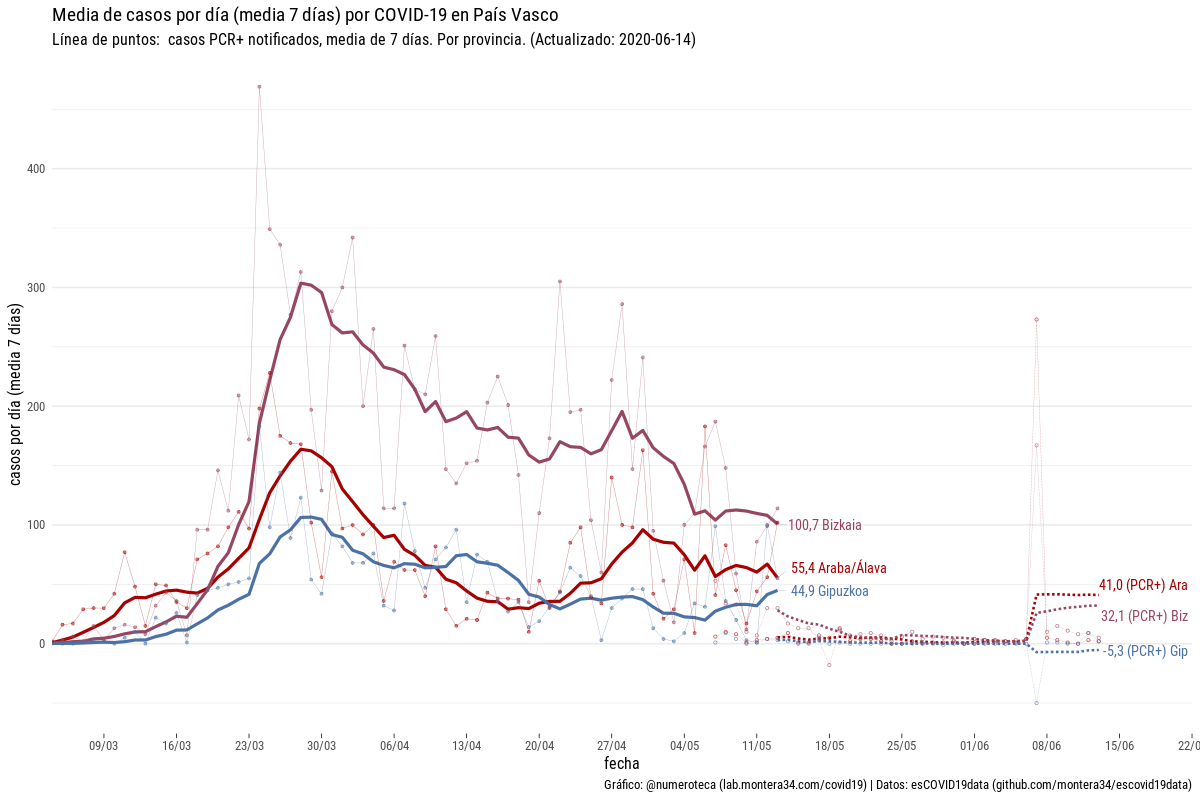 Media de casos por día (media 7 días) por COVID-19 en País Vasco
Línea de puntos:  casos PCR+ notificados, media de 7 días. Por provincia. (Actualizado: 2020-06-14)
casos por día (media 7 días)
400
300
200
100
0
100,7 Bizkaia
55,4 Araba/Álava
44,9 Gipuzkoa
41,0 (PCR+) Ara
32,1 (PCR+) Biz
-5,3 (PCR+) Gip
09/03 16/03 23/03 30/03 06/04 13/04 20/04 27/04 04/05 11/05 18/05 25/05 01/06 08/06 15/06 22/0
fecha
Gráfico: @numeroteca (lab.montera34.com/covid19) | Datos: esCOVID19data (github.com/montera34/escovid19data)